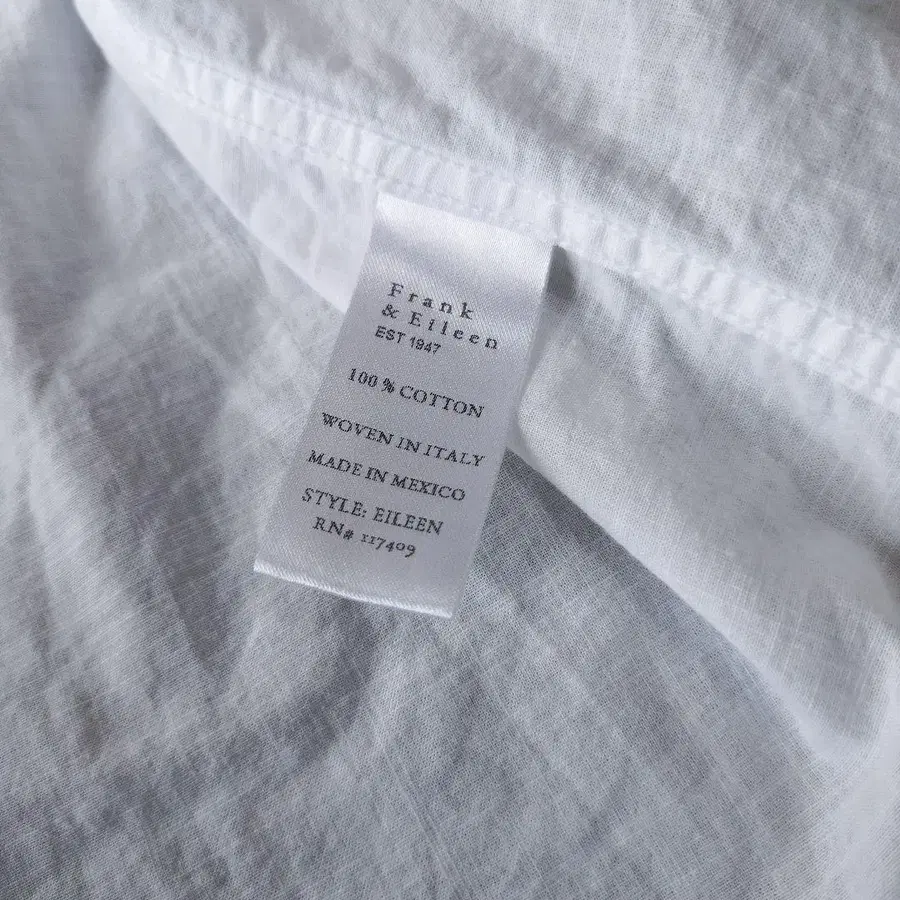 Frank
& Eileen
EST 1947
100 % COTTON
WOVEN IN ITALY
MADE IN MEXICO
STYLE: EILEEN
RN# 117409